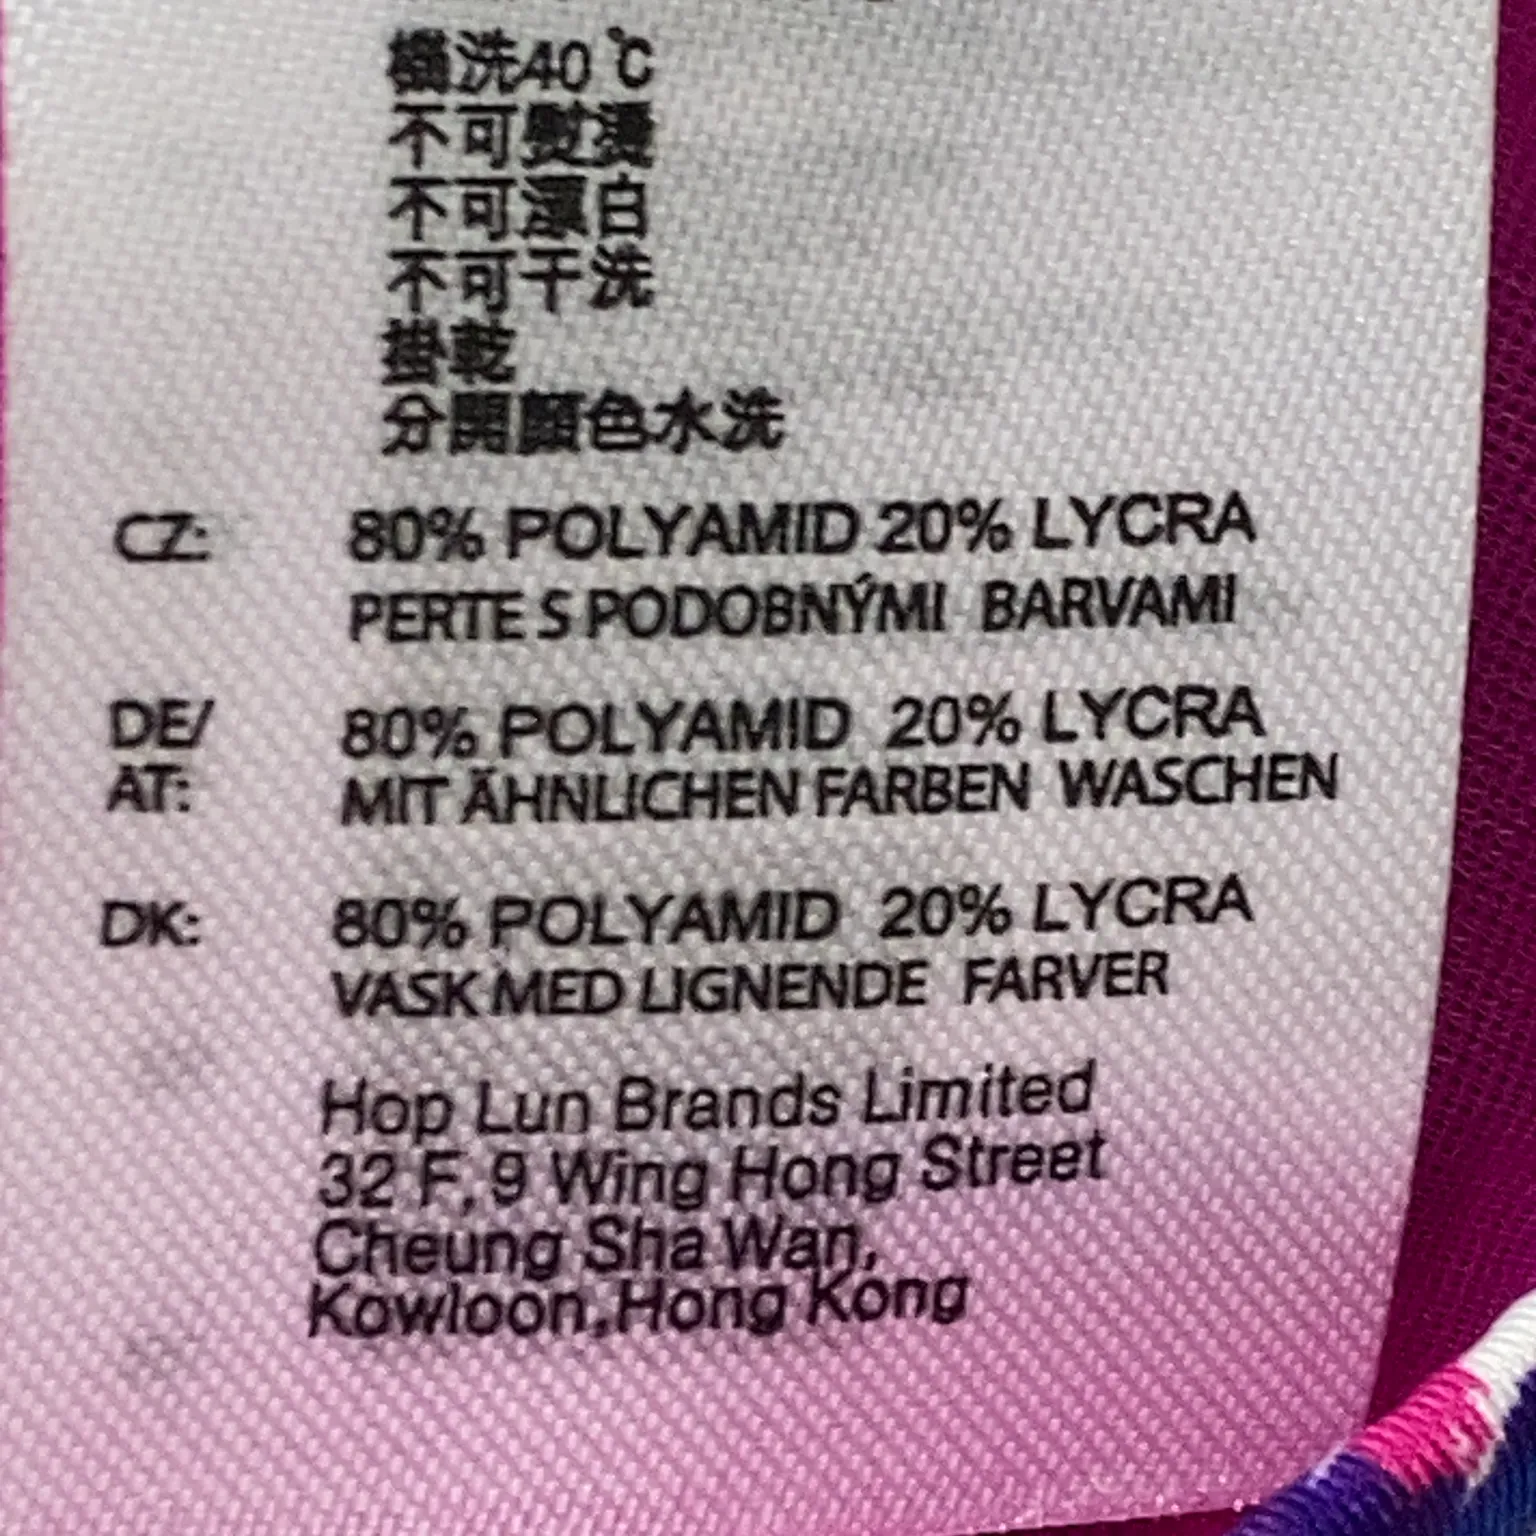 機洗40℃
不可熨燙
不可漂白
不可干洗
掛乾
分開顏色水洗
CZ: 80% POLYAMID 20% LYCRA
PERTE S PODOBNÝMI BARVAMI
DE/ 80% POLYAMID 20% LYCRA
AT: MIT ÄHNLICHEN FARBEN WASCHEN
DK: 80% POLYAMID 20% LYCRA
VASK MED LIGNENDE FARVER
Hop Lun Brands Limited
32 F, 9 Wing Hong Street
Cheung Sha Wan,
Kowloon, Hong Kong